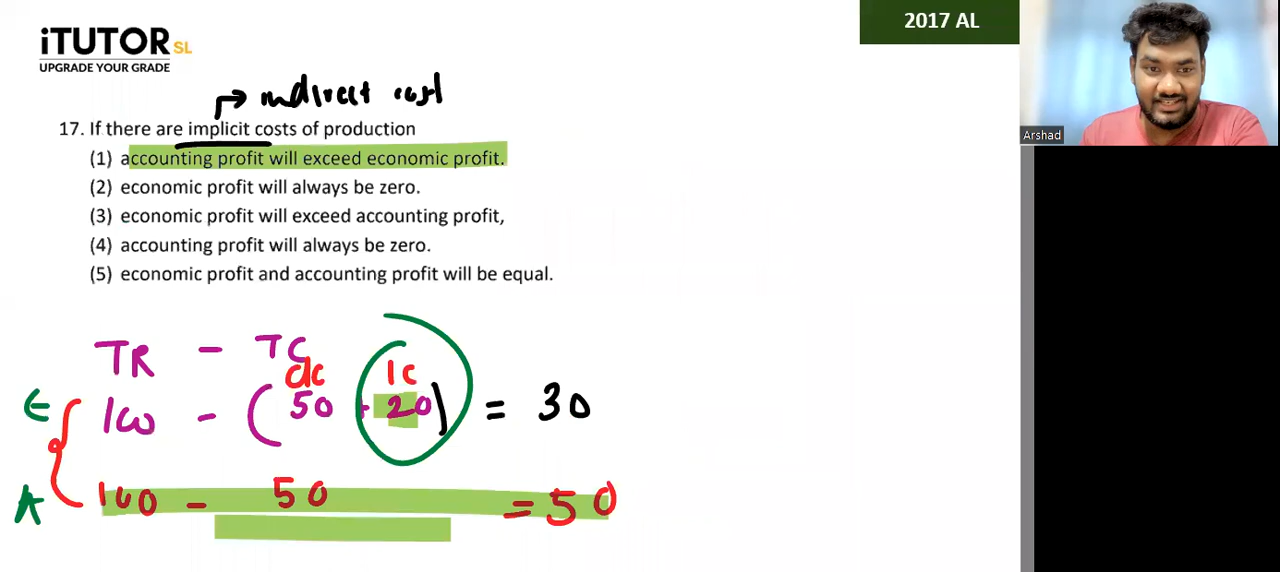 2017 AL
iTUTOR SL
UPGRADE YOUR GRADE
Arshad
→ indirect cost
17. If there are implicit costs of production
(1) accounting profit will exceed economic profit.
(2) economic profit will always be zero.
(3) economic profit will exceed accounting profit,
(4) accounting profit will always be zero.
(5) economic profit and accounting profit will be equal.
TR - TC
dc Ic
E 100 - (50 + 20) = 30
A 100 - 50 = 50